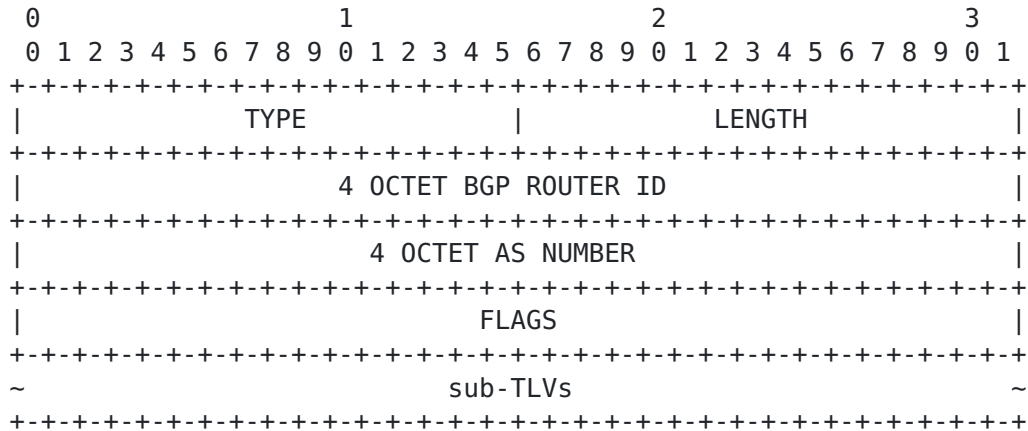 0                   1                   2                   3
 0 1 2 3 4 5 6 7 8 9 0 1 2 3 4 5 6 7 8 9 0 1 2 3 4 5 6 7 8 9 0 1
+-+-+-+-+-+-+-+-+-+-+-+-+-+-+-+-+-+-+-+-+-+-+-+-+-+-+-+-+-+-+-+-+
|              TYPE             |            LENGTH             |
+-+-+-+-+-+-+-+-+-+-+-+-+-+-+-+-+-+-+-+-+-+-+-+-+-+-+-+-+-+-+-+-+
|                    4 OCTET BGP ROUTER ID                      |
+-+-+-+-+-+-+-+-+-+-+-+-+-+-+-+-+-+-+-+-+-+-+-+-+-+-+-+-+-+-+-+-+
|                      4 OCTET AS NUMBER                        |
+-+-+-+-+-+-+-+-+-+-+-+-+-+-+-+-+-+-+-+-+-+-+-+-+-+-+-+-+-+-+-+-+
|                             FLAGS                             |
+-+-+-+-+-+-+-+-+-+-+-+-+-+-+-+-+-+-+-+-+-+-+-+-+-+-+-+-+-+-+-+-+
~                           sub-TLVs                            ~
+-+-+-+-+-+-+-+-+-+-+-+-+-+-+-+-+-+-+-+-+-+-+-+-+-+-+-+-+-+-+-+-+